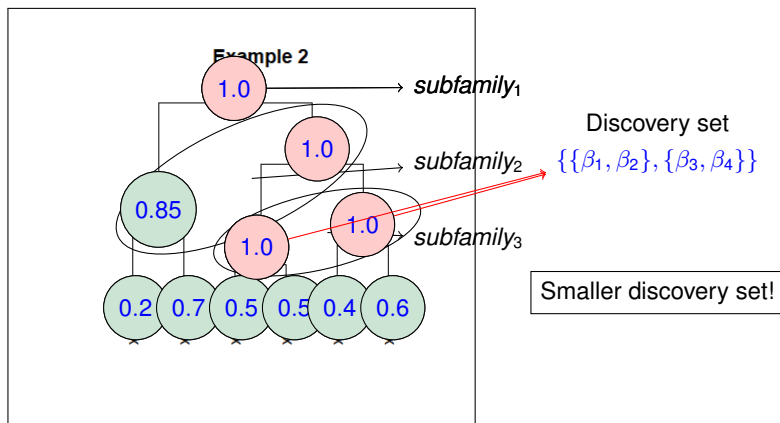 Example 2
1.0
subfamily₁
1.0
Discovery set
{{β₁, β₂}, {β₃, β₄}}
subfamily₂
0.85
1.0
1.0
subfamily₃
0.2 0.7 0.5 0.5 0.4 0.6
Smaller discovery set!